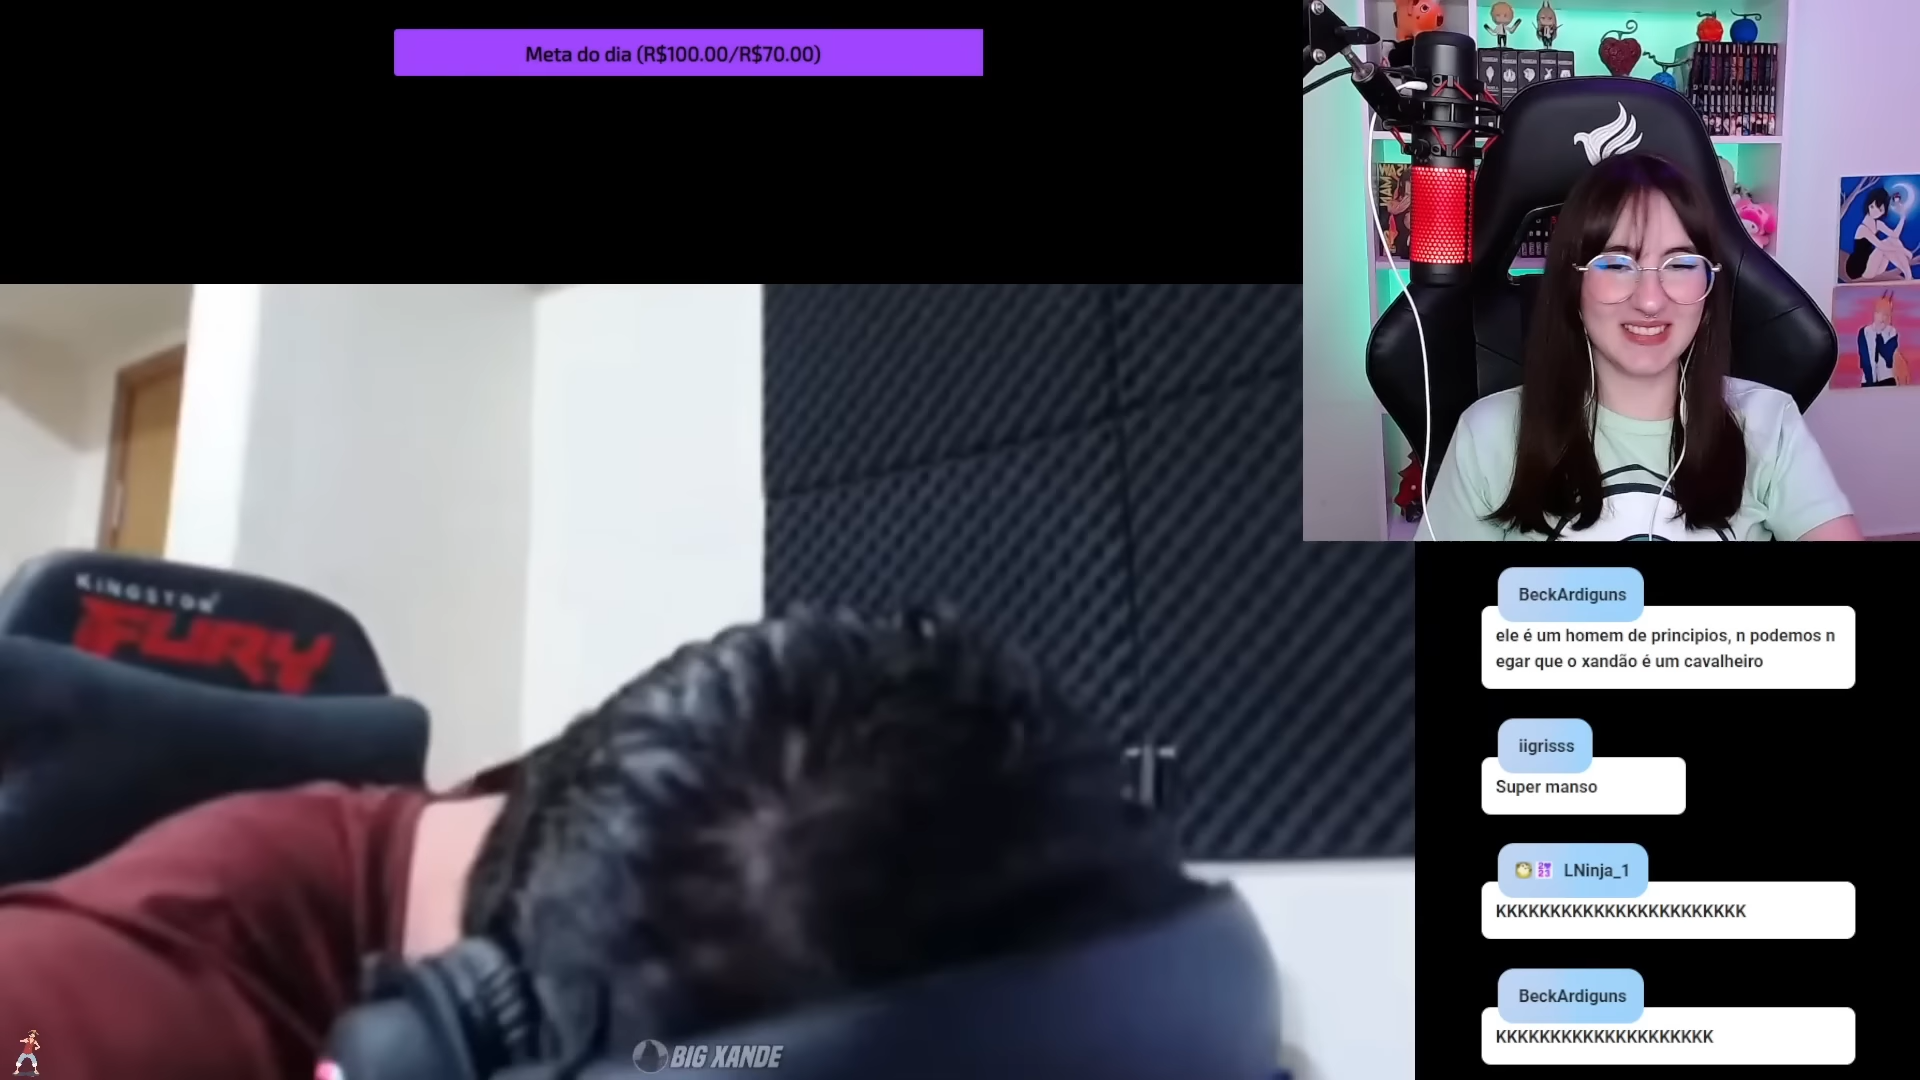 Meta do dia (R$100.00/R$70.00)
KINGSTON
FURY
BIG XANDE
BeckArdiguns
ele é um homem de principios, n podemos n
egar que o xandão é um cavalheiro
iigrisss
Super manso
LNinja_1
KKKKKKKKKKKKKKKKKKKKKKK
BeckArdiguns
KKKKKKKKKKKKKKKKKKKK